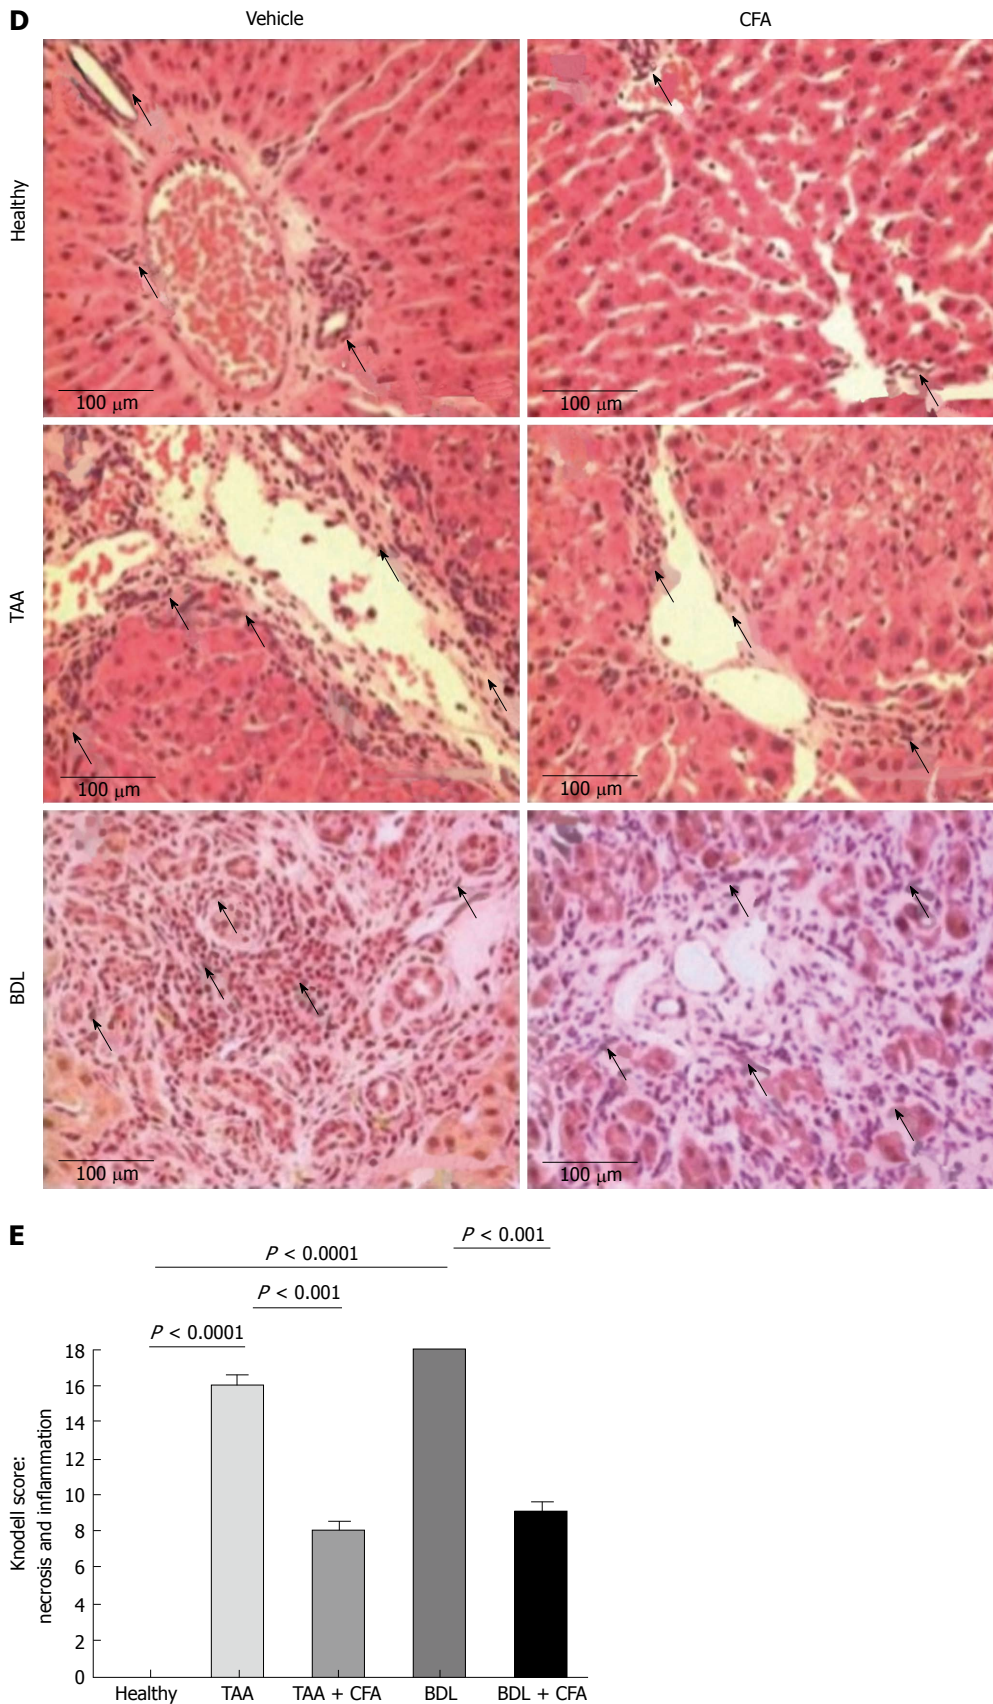 D
Vehicle
CFA
Healthy
100 μm
100 μm
TAA
100 μm
100 μm
BDL
100 μm
100 μm
E
P < 0.001
P < 0.0001
P < 0.001
P < 0.0001
Knodell score:
necrosis and inflammation
18
16
14
12
10
8
6
4
2
0
Healthy
TAA
TAA + CFA
BDL
BDL + CFA